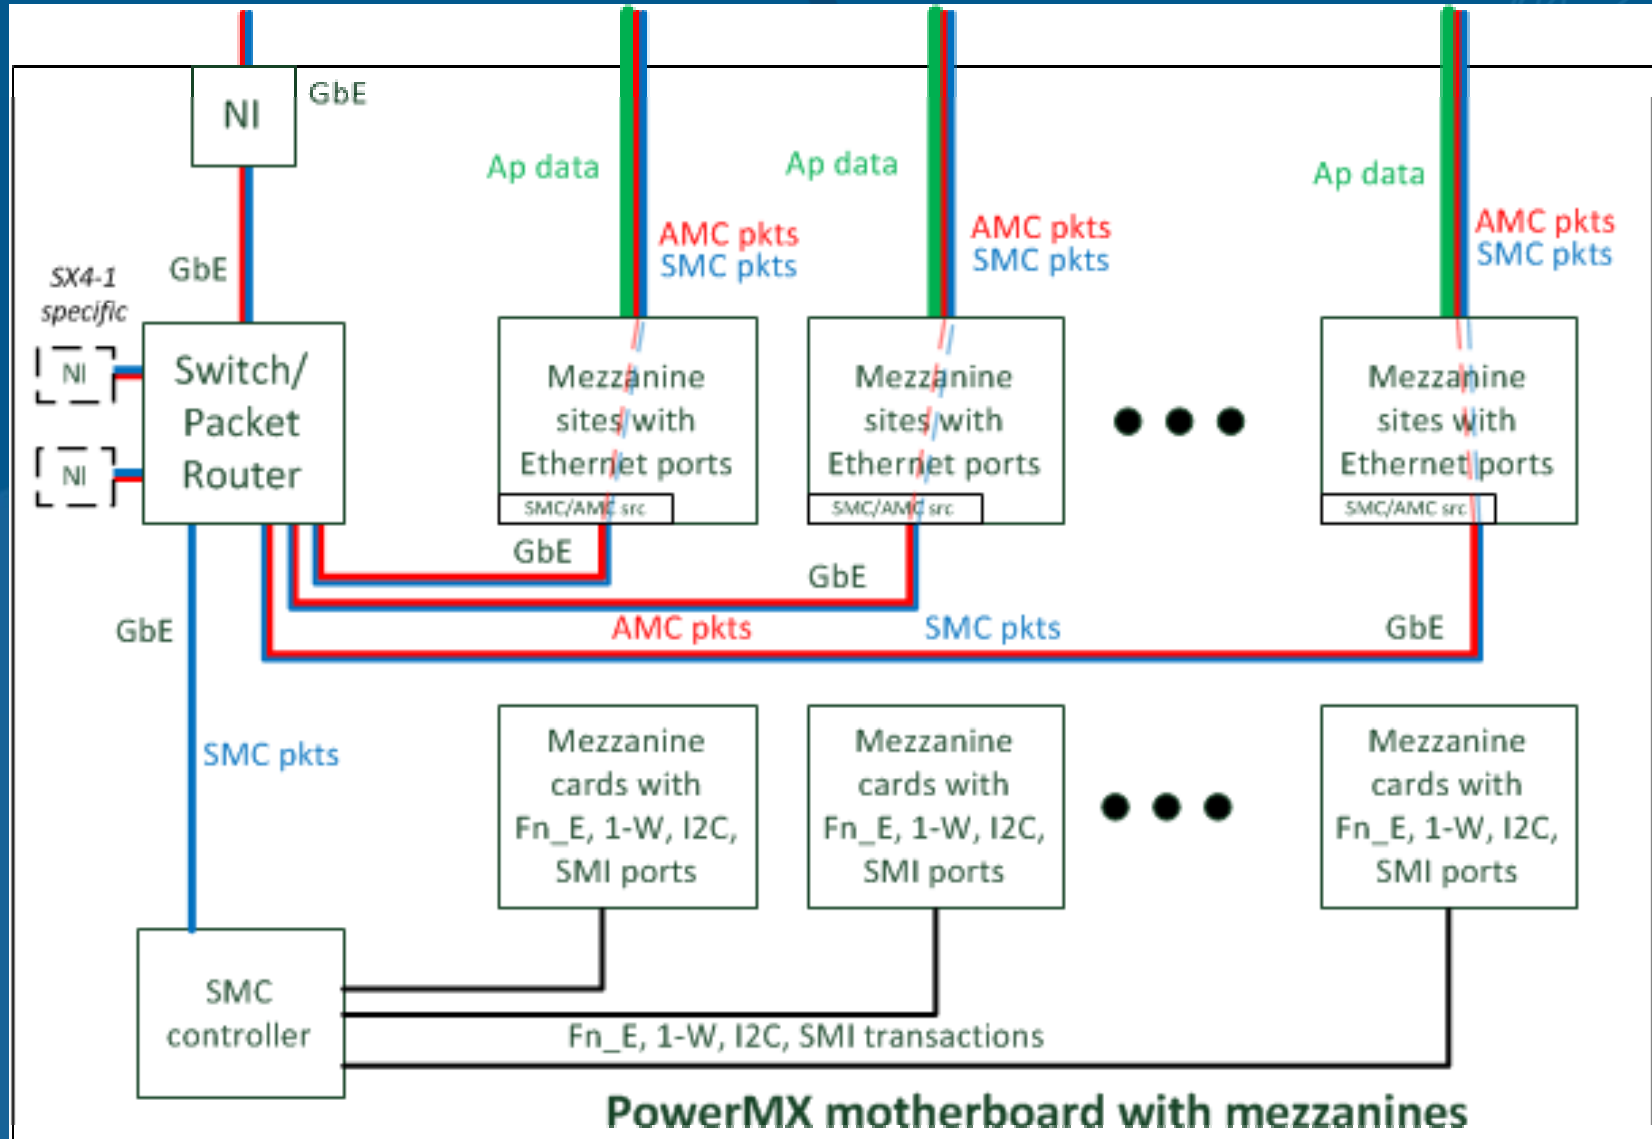 GbE
NI
Ap data
Ap data
Ap data
AMC pkts
SMC pkts
AMC pkts
SMC pkts
AMC pkts
SMC pkts
GbE
SX4-1
specific
NI
NI
Switch/
Packet
Router
Mezzanine
sites with
Ethernet ports
SMC/AMC src
Mezzanine
sites with
Ethernet ports
SMC/AMC src
Mezzanine
sites with
Ethernet ports
SMC/AMC src
GbE
GbE
GbE
GbE
AMC pkts
SMC pkts
SMC pkts
Mezzanine
cards with
Fn_E, 1-W, I2C,
SMI ports
Mezzanine
cards with
Fn_E, 1-W, I2C,
SMI ports
Mezzanine
cards with
Fn_E, 1-W, I2C,
SMI ports
SMC
controller
Fn_E, 1-W, I2C, SMI transactions
PowerMX motherboard with mezzanines